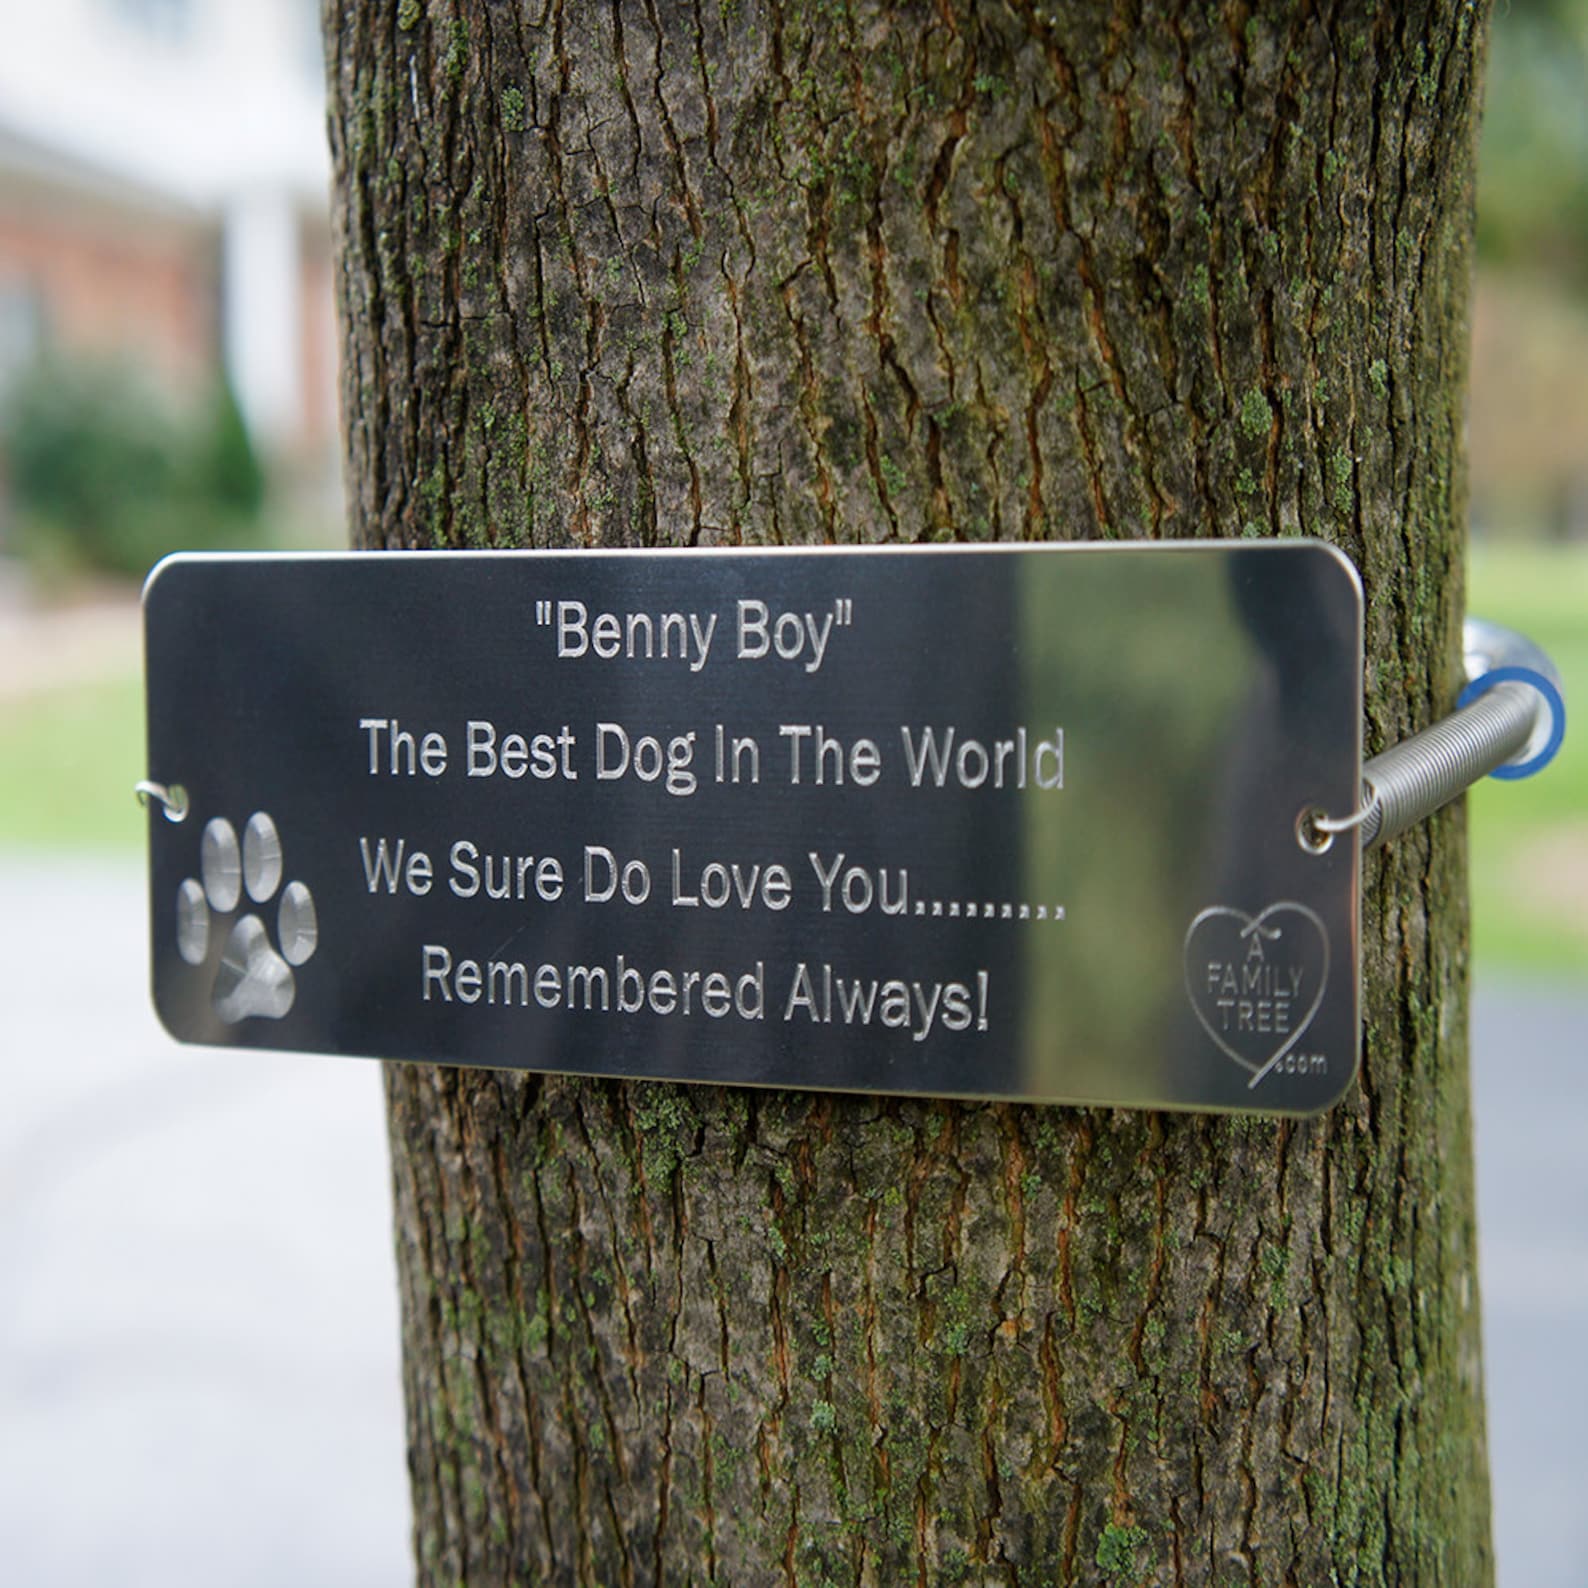 "Benny Boy"
The Best Dog In The World
We Sure Do Love You.........
Remembered Always!
A
FAMILY
TREE
.com